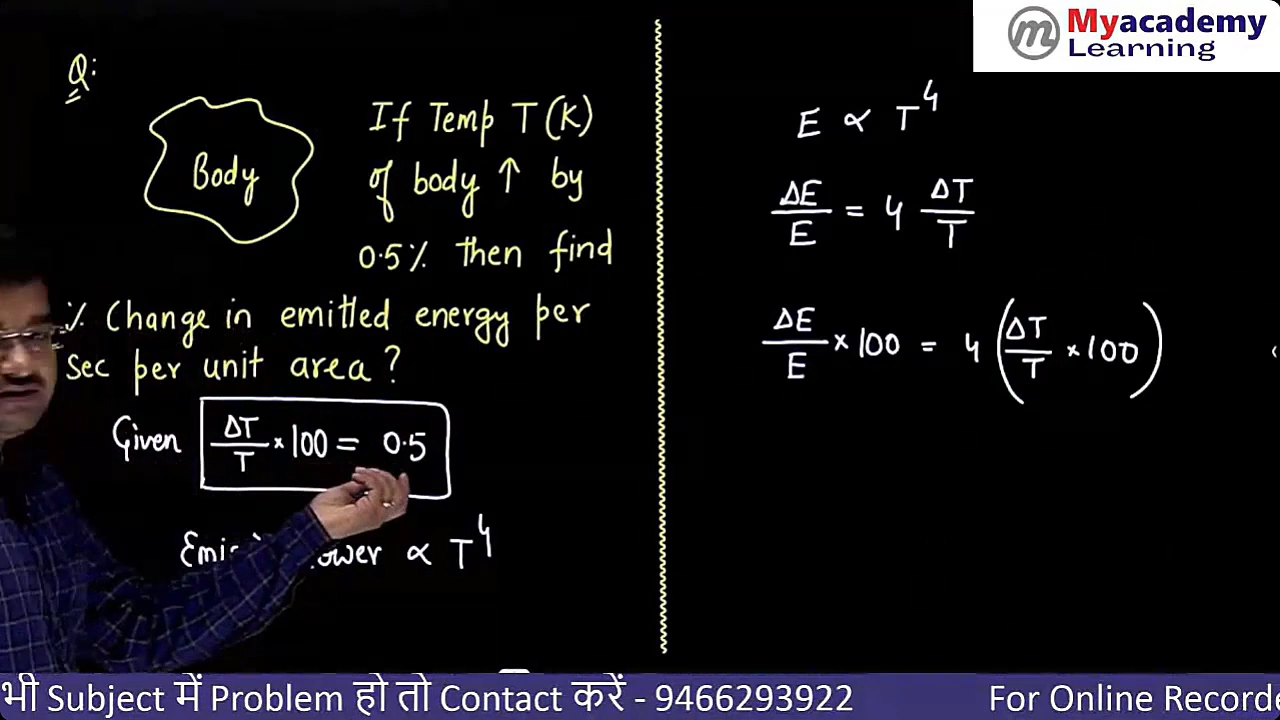 Myacademy
Learning
Q:
Body
If Temp T(K)
of body ↑ by
0.5% then find
% Change in emitted energy per
sec per unit area?
Given ΔT/T × 100 = 0.5
∝ T⁴
E ∝ T⁴
ΔE/E = 4 ΔT/T
ΔE/E × 100 = 4 (ΔT/T × 100)
भी Subject में Problem हो तो Contact करें - 9466293922
For Online